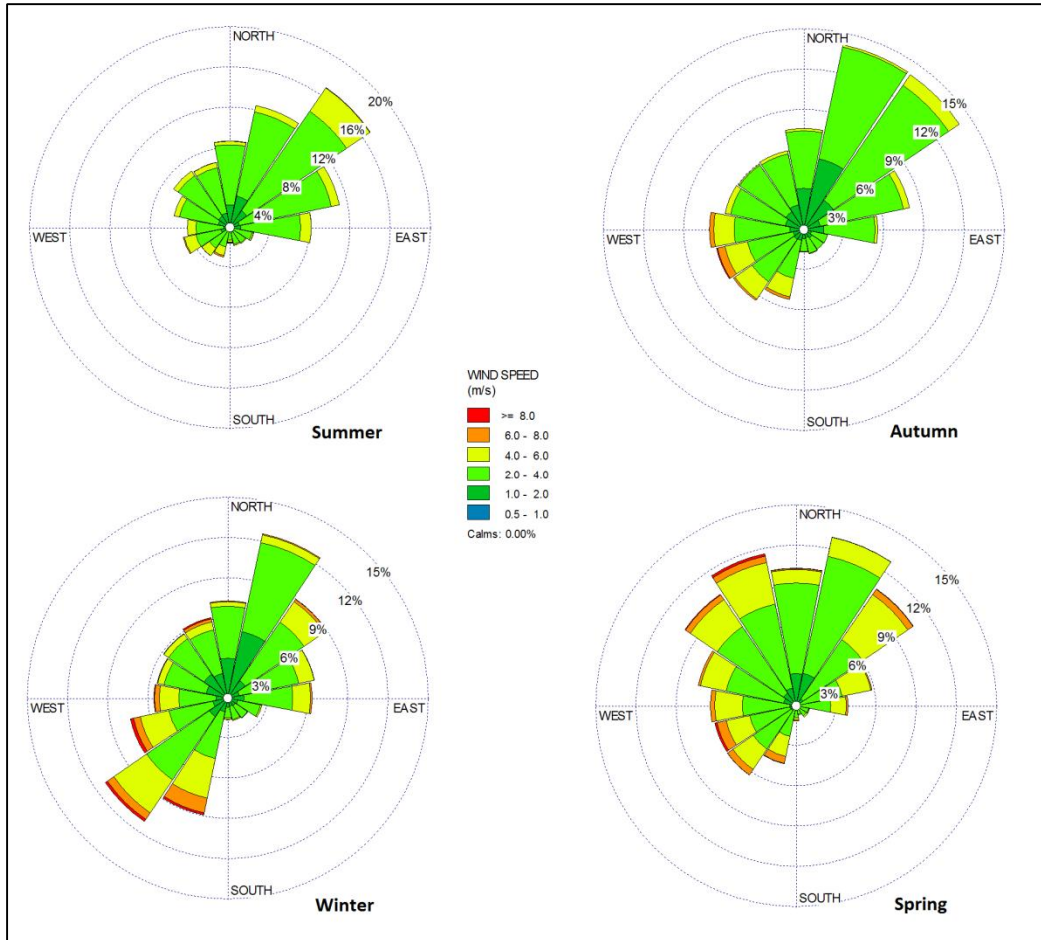 NORTH
20%
16%
12%
8%
4%
WEST
EAST
SOUTH
Summer
NORTH
15%
12%
9%
6%
3%
WEST
EAST
SOUTH
Autumn
WIND SPEED
(m/s)
>= 8.0
6.0 - 8.0
4.0 - 6.0
2.0 - 4.0
1.0 - 2.0
0.5 - 1.0
Calms: 0.00%
NORTH
15%
12%
9%
6%
3%
WEST
EAST
SOUTH
Winter
NORTH
15%
12%
9%
6%
3%
WEST
EAST
SOUTH
Spring